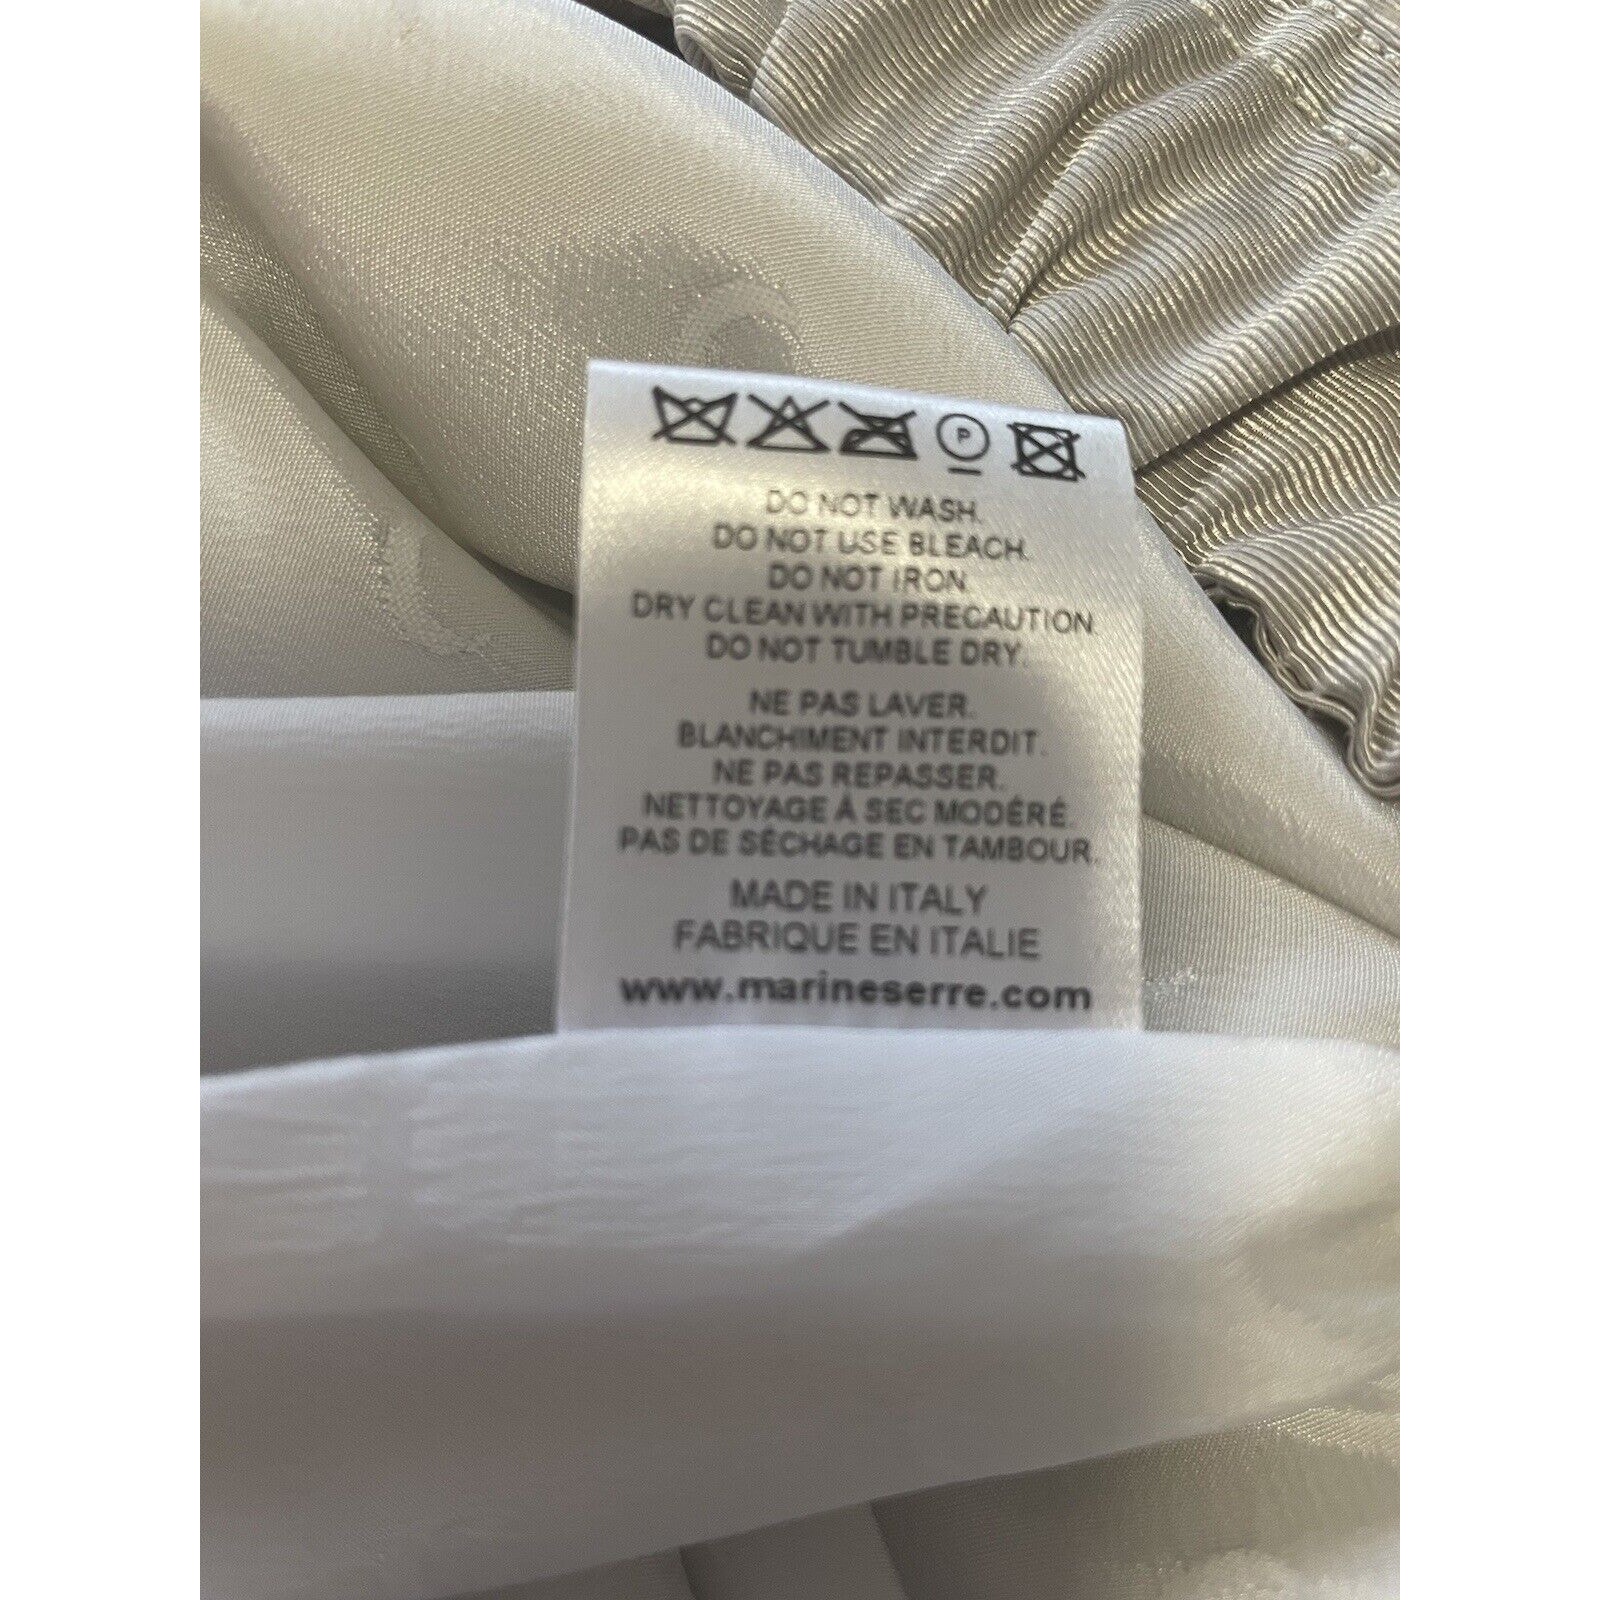 P
DO NOT WASH.
DO NOT USE BLEACH.
DO NOT IRON.
DRY CLEAN WITH PRECAUTION.
DO NOT TUMBLE DRY.
NE PAS LAVER.
BLANCHIMENT INTERDIT.
NE PAS REPASSER.
NETTOYAGE À SEC MODÉRÉ.
PAS DE SÉCHAGE EN TAMBOUR.
MADE IN ITALY
FABRIQUE EN ITALIE
www.marineserre.com